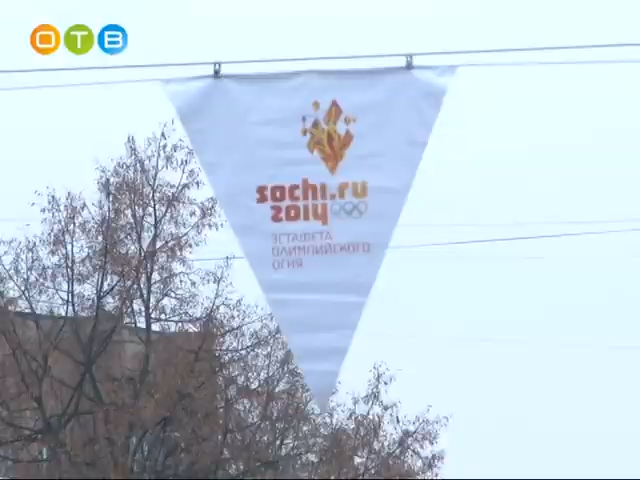 ОТВ
sochi.ru
2014
ЭСТАФЕТА
ОЛИМПИЙСКОГО
ОГНЯ